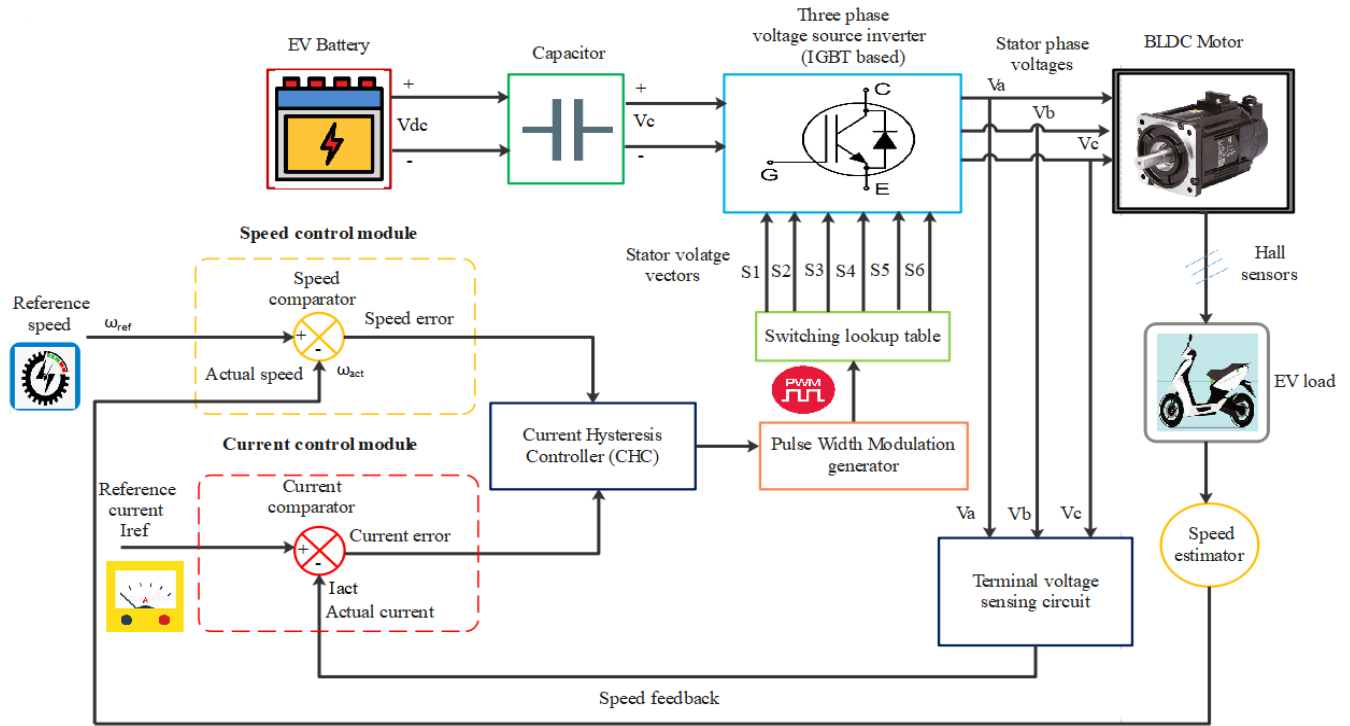 Three phase
voltage source inverter
(IGBT based)
EV Battery
Capacitor
Stator phase
voltages
BLDC Motor
+
Vdc
-
+
Vc
-
C
G
E
Va
Vb
Vc
Speed control module
Stator volatge
vectors
S1
S2
S3
S4
S5
S6
Hall
sensors
Reference
speed
ωref
Speed
comparator
+
-
Speed error
Actual speed
ωact
Switching lookup table
PWM
EV load
Current control module
Current Hysteresis
Controller (CHC)
Pulse Width Modulation
generator
Reference
current
Iref
Current
comparator
+
-
Current error
Iact
Actual current
A
Va
Vb
Vc
Speed
estimator
Terminal voltage
sensing circuit
Speed feedback